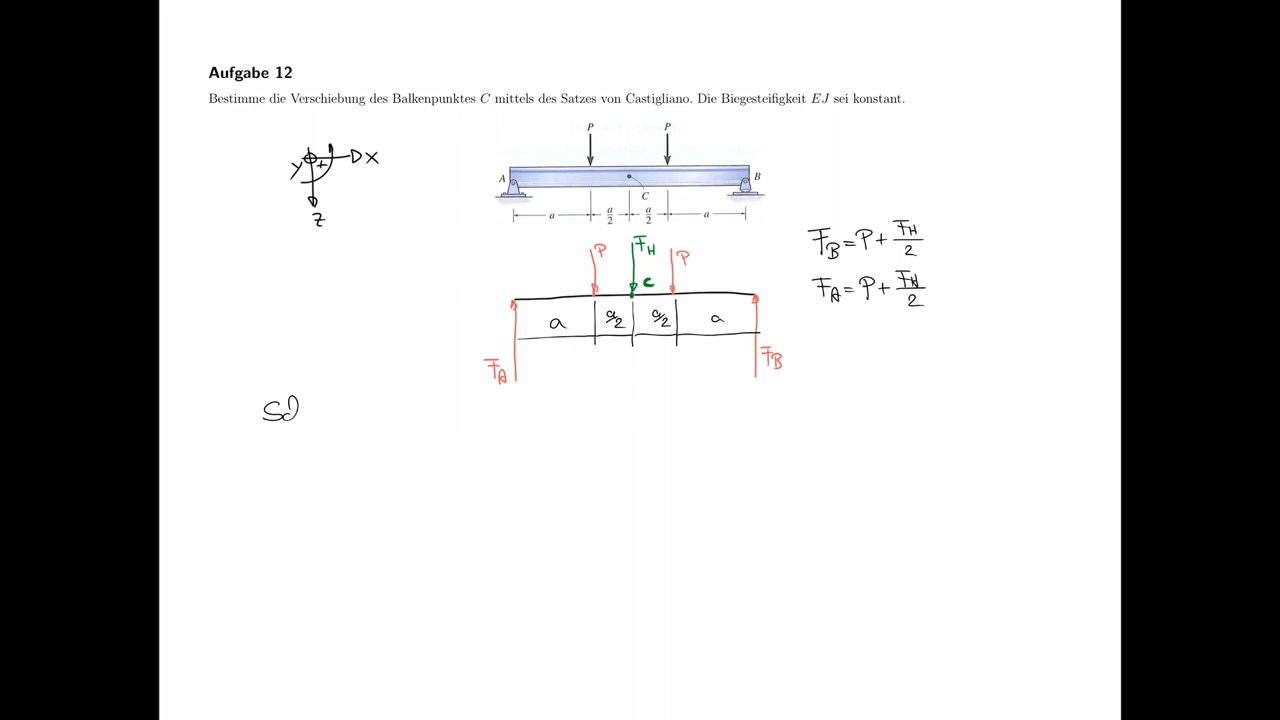 Aufgabe 12
Bestimme die Verschiebung des Balkenpunktes C mittels des Satzes von Castigliano. Die Biegesteifigkeit EJ sei konstant.
P P
A B
C
a a/2 a/2 a
y + x
z
P F_H P
C
a a/2 a/2 a
F_A F_B
F_B = P + F_H/2
F_A = P + F_H/2